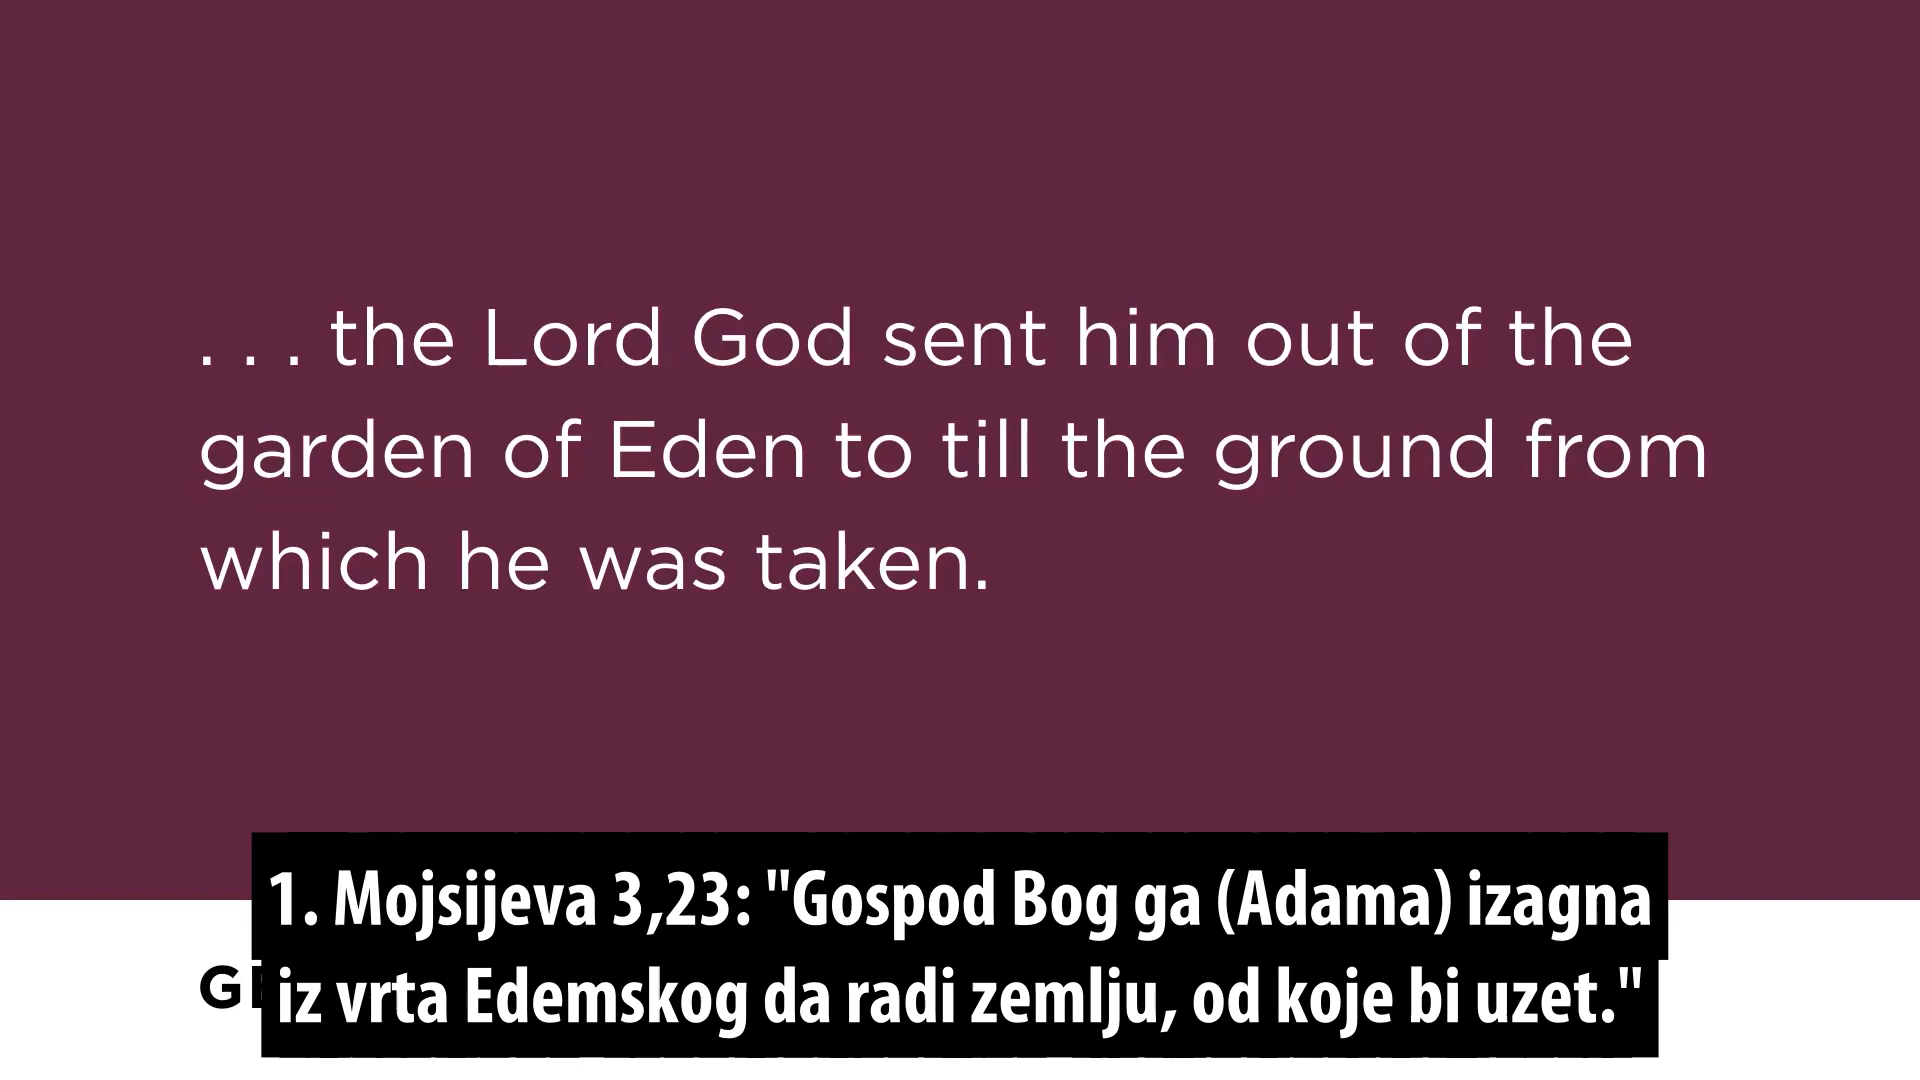 . . . the Lord God sent him out of the
garden of Eden to till the ground from
which he was taken.
1. Mojsijeva 3,23: "Gospod Bog ga (Adama) izagna
iz vrta Edemskog da radi zemlju, od koje bi uzet."